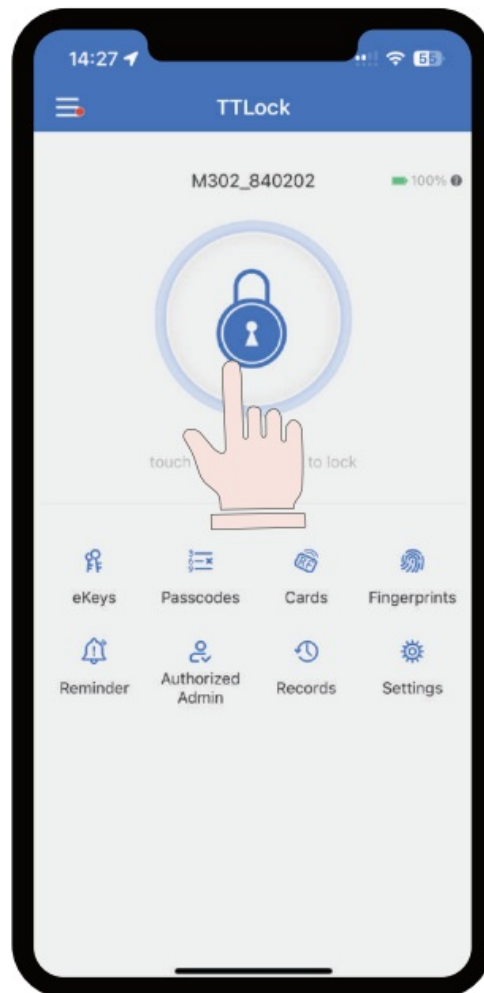 14:27
TTLock
M302_840202
100%
touch to lock
eKeys
Passcodes
Cards
Fingerprints
Reminder
Authorized
Admin
Records
Settings